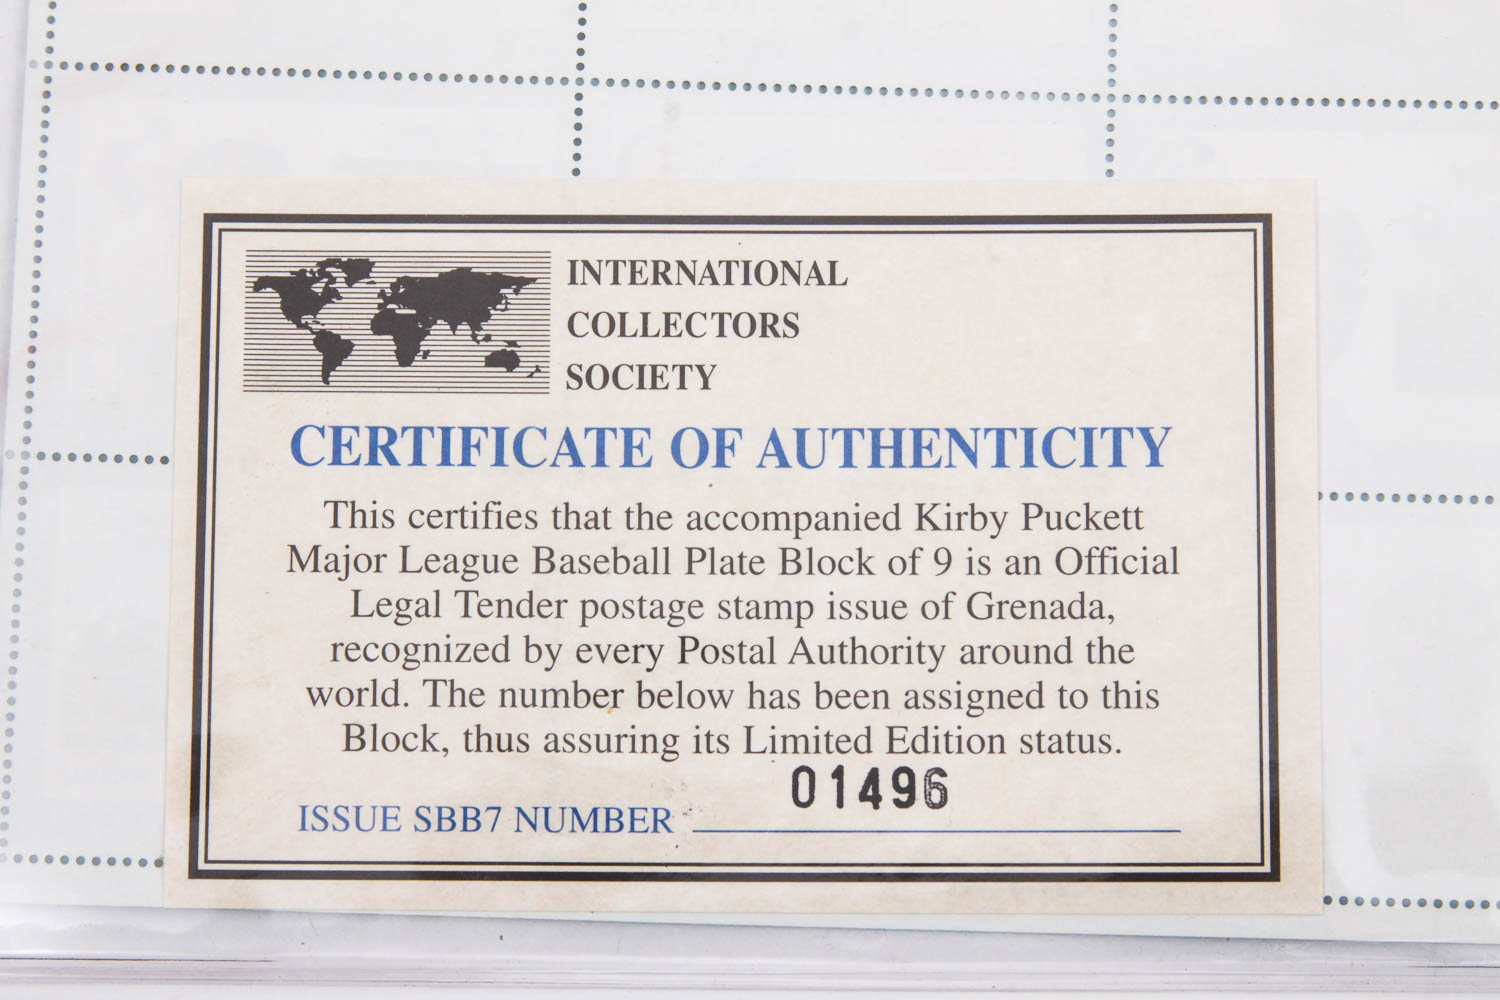 INTERNATIONAL
COLLECTORS
SOCIETY
CERTIFICATE OF AUTHENTICITY
This certifies that the accompanied Kirby Puckett
Major League Baseball Plate Block of 9 is an Official
Legal Tender postage stamp issue of Grenada,
recognized by every Postal Authority around the
world. The number below has been assigned to this
Block, thus assuring its Limited Edition status.
01496
ISSUE SBB7 NUMBER